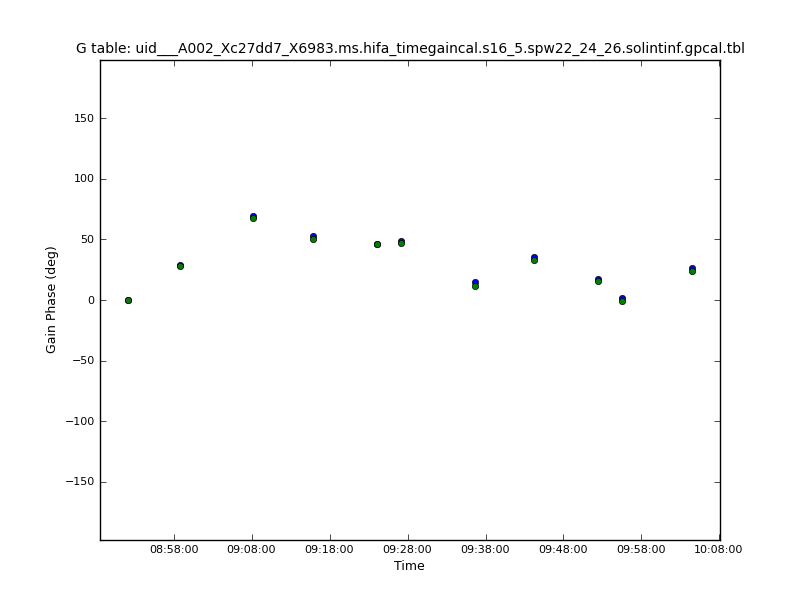 G table: uid___A002_Xc27dd7_X6983.ms.hifa_timegaincal.s16_5.spw22_24_26.solintinf.gpcal.tbl
150
100
50
0
−50
−100
−150
Gain Phase (deg)
08:58:00 09:08:00 09:18:00 09:28:00 09:38:00 09:48:00 09:58:00 10:08:00
Time